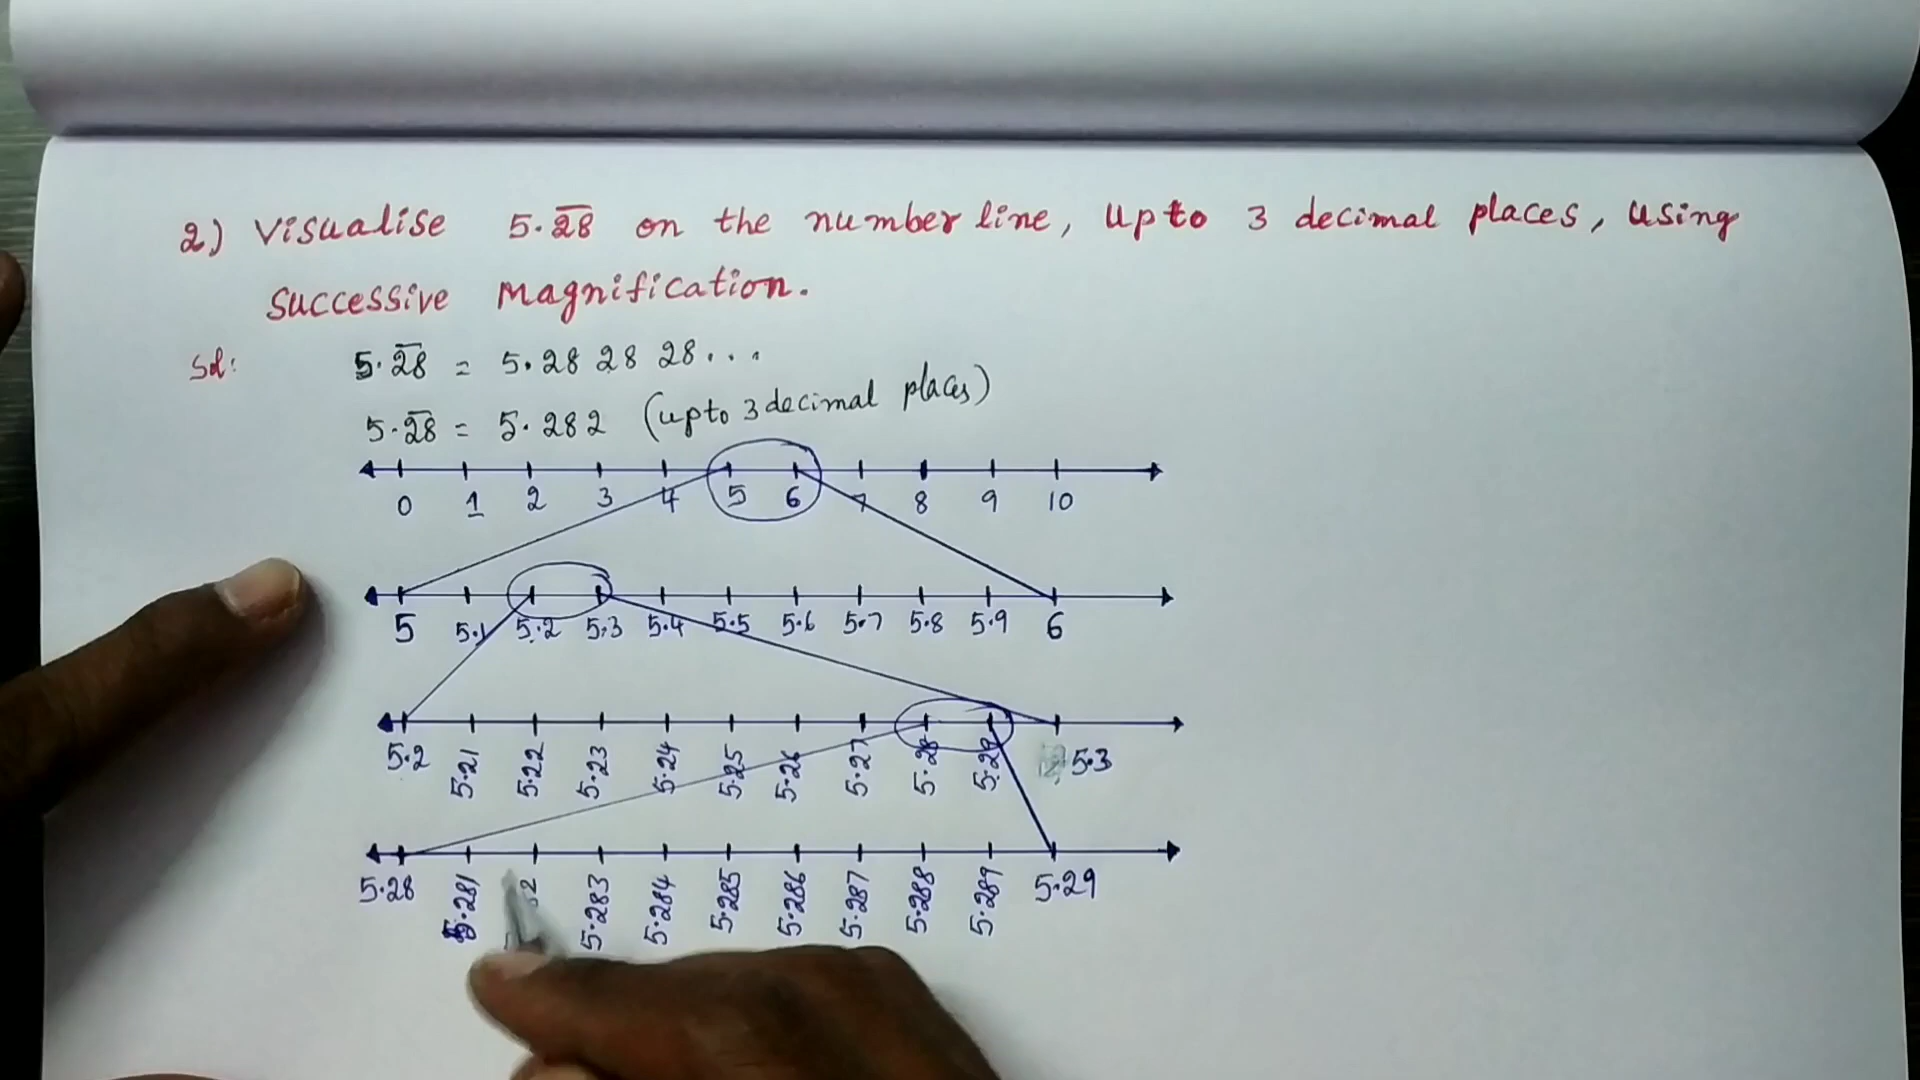 2) Visualise 5.2̅8̅ on the number line, upto 3 decimal places, using
successive magnification.
Sol: 5.2̅8̅ = 5.28 28 28...
5.2̅8̅ = 5.282 (upto 3 decimal places)
0 1 2 3 4 5 6 7 8 9 10
5 5.1 5.2 5.3 5.4 5.5 5.6 5.7 5.8 5.9 6
5.2 5.21 5.22 5.23 5.24 5.25 5.26 5.27 5.28 5.29 5.3
5.28 5.281 5.283 5.284 5.285 5.286 5.287 5.288 5.289 5.29